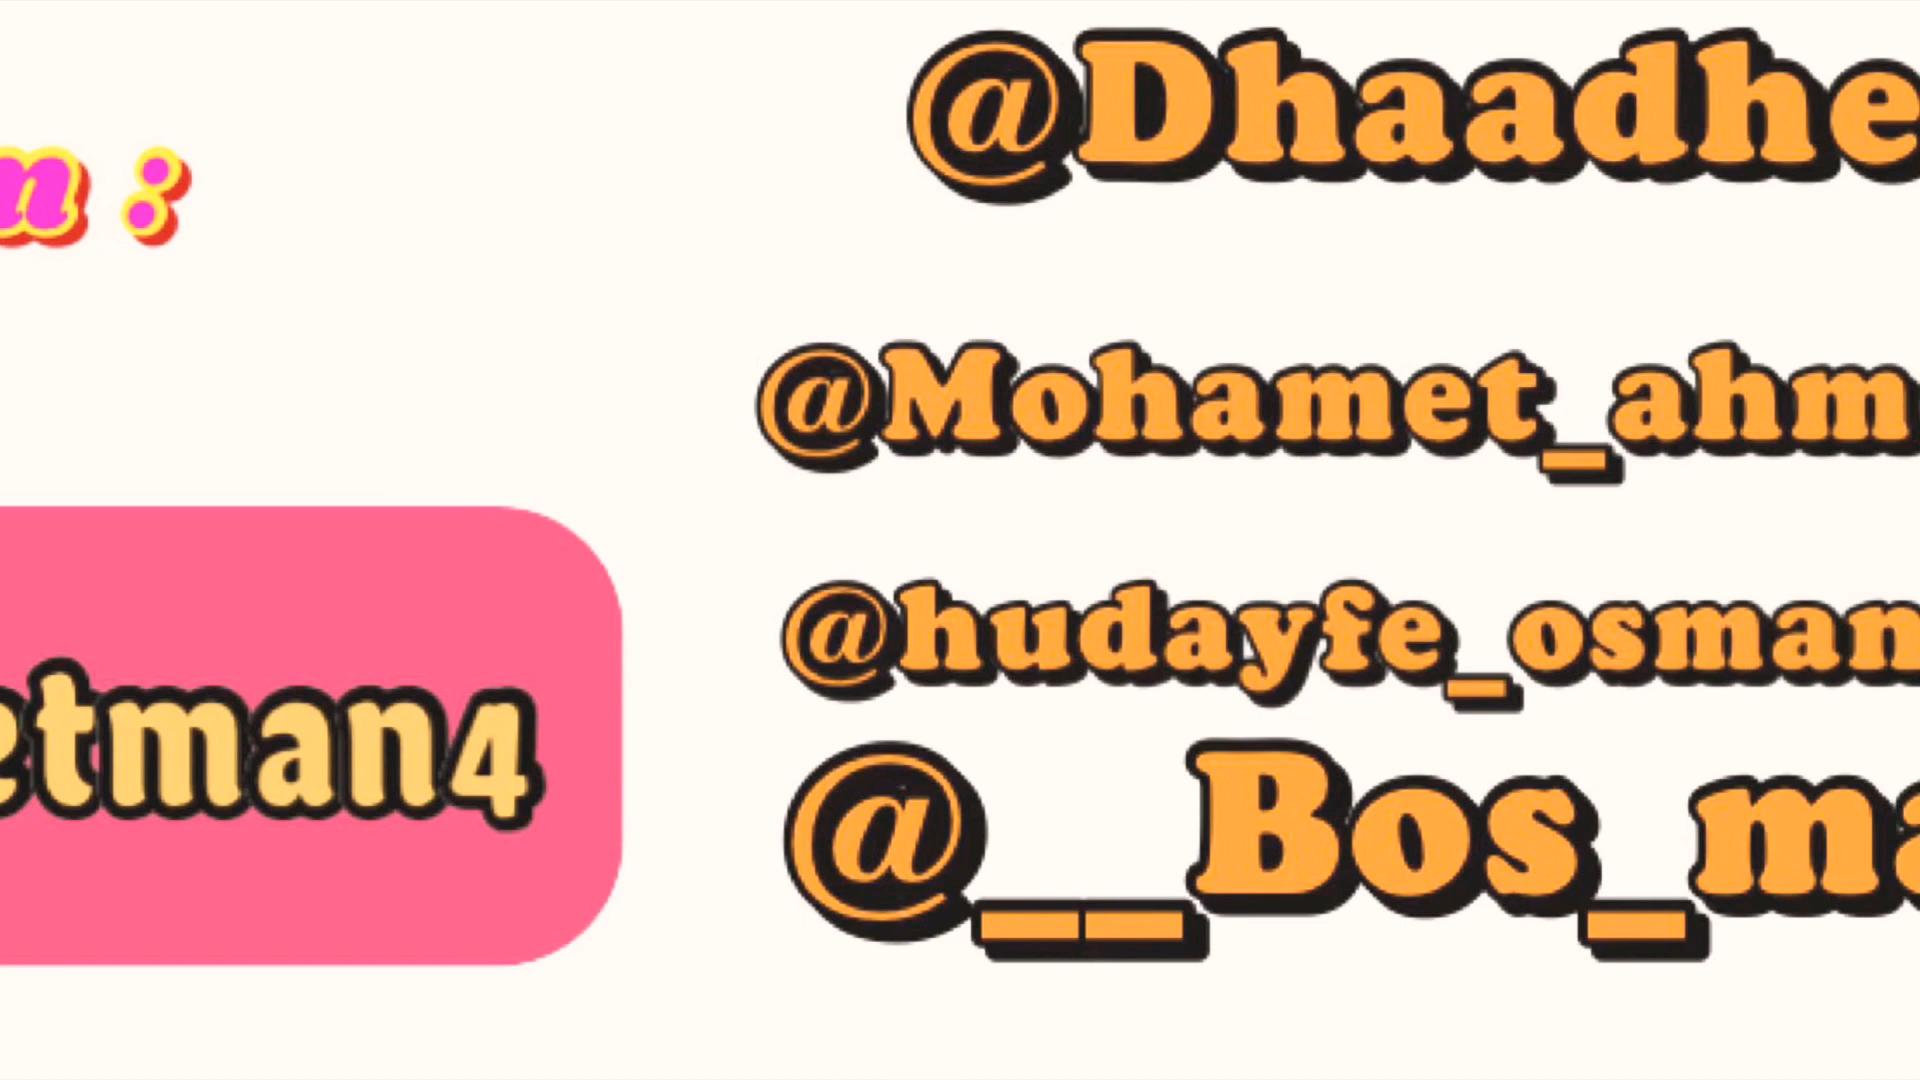 n :
etman4
@Dhaadhe
@Mohamet_ahm
@hudayfe_osman
@__Bos_ma